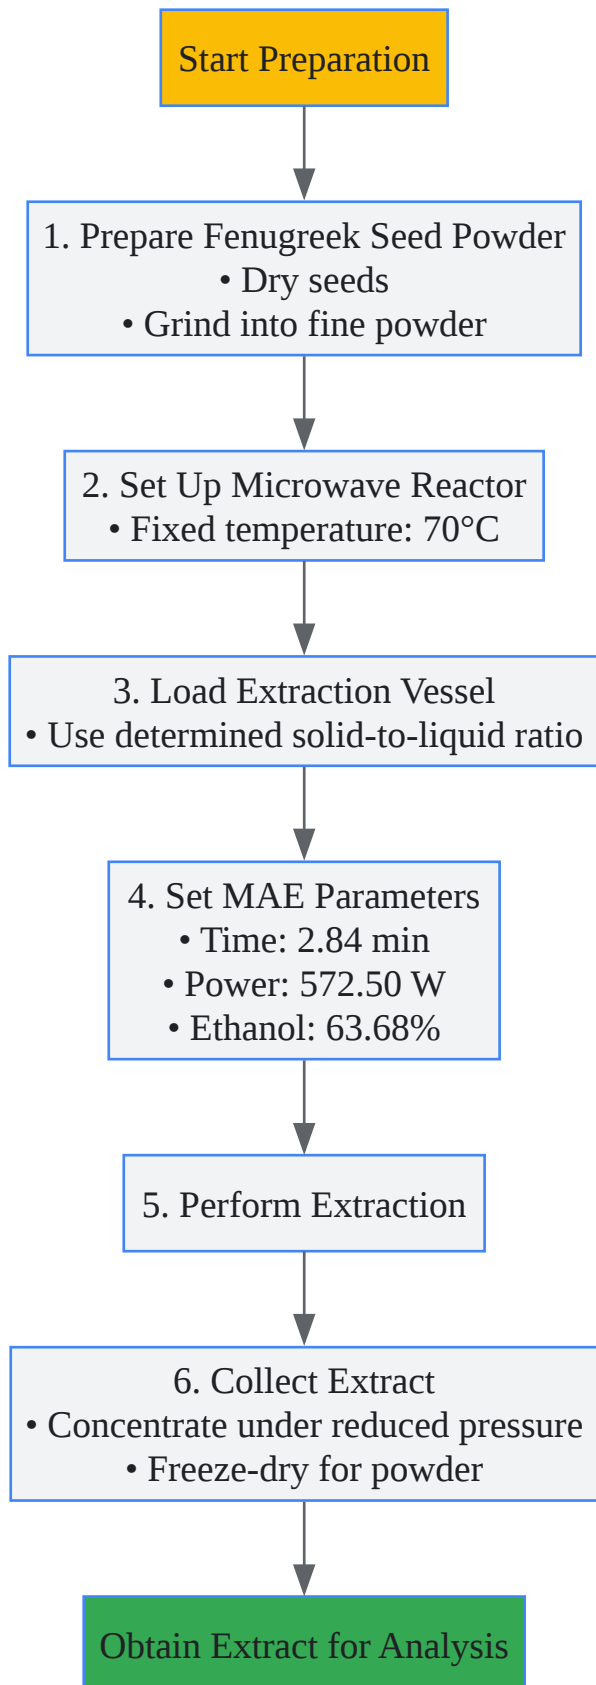 Start Preparation
1. Prepare Fenugreek Seed Powder
• Dry seeds
• Grind into fine powder
2. Set Up Microwave Reactor
• Fixed temperature: 70°C
3. Load Extraction Vessel
• Use determined solid-to-liquid ratio
4. Set MAE Parameters
• Time: 2.84 min
• Power: 572.50 W
• Ethanol: 63.68%
5. Perform Extraction
6. Collect Extract
• Concentrate under reduced pressure
• Freeze-dry for powder
Obtain Extract for Analysis